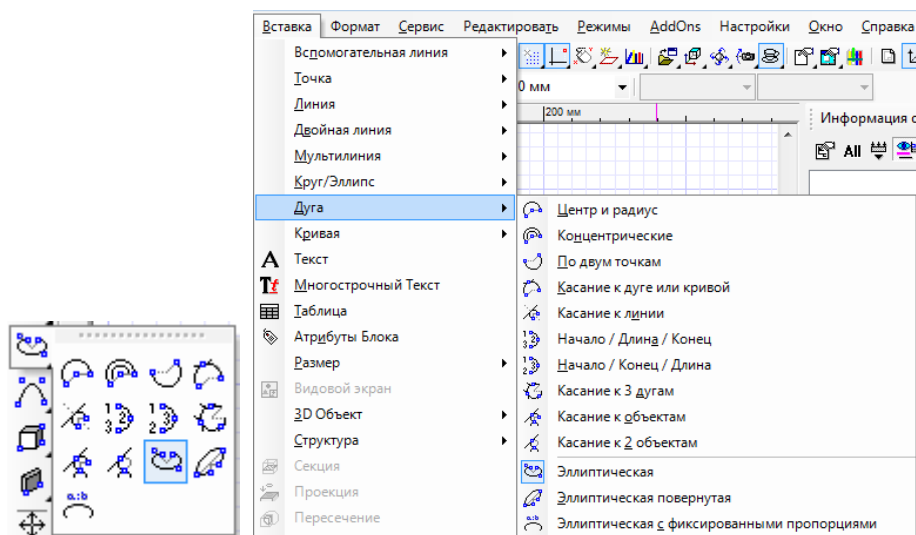 Вставка Формат Сервис Редактировать Режимы AddOns Настройки Окно Справка
Вспомогательная линия
Точка
Линия
Двойная линия
Мультилиния
Круг/Эллипс
Дуга
Кривая
Текст
Многострочный Текст
Таблица
Атрибуты Блока
Размер
Видовой экран
3D Объект
Структура
Секция
Проекция
Пересечение
0 мм
200 мм
Информация с
All
Центр и радиус
Концентрические
По двум точкам
Касание к дуге или кривой
Касание к линии
Начало / Длина / Конец
Начало / Конец / Длина
Касание к 3 дугам
Касание к объектам
Касание к 2 объектам
Эллиптическая
Эллиптическая повернутая
Эллиптическая с фиксированными пропорциями
a:b